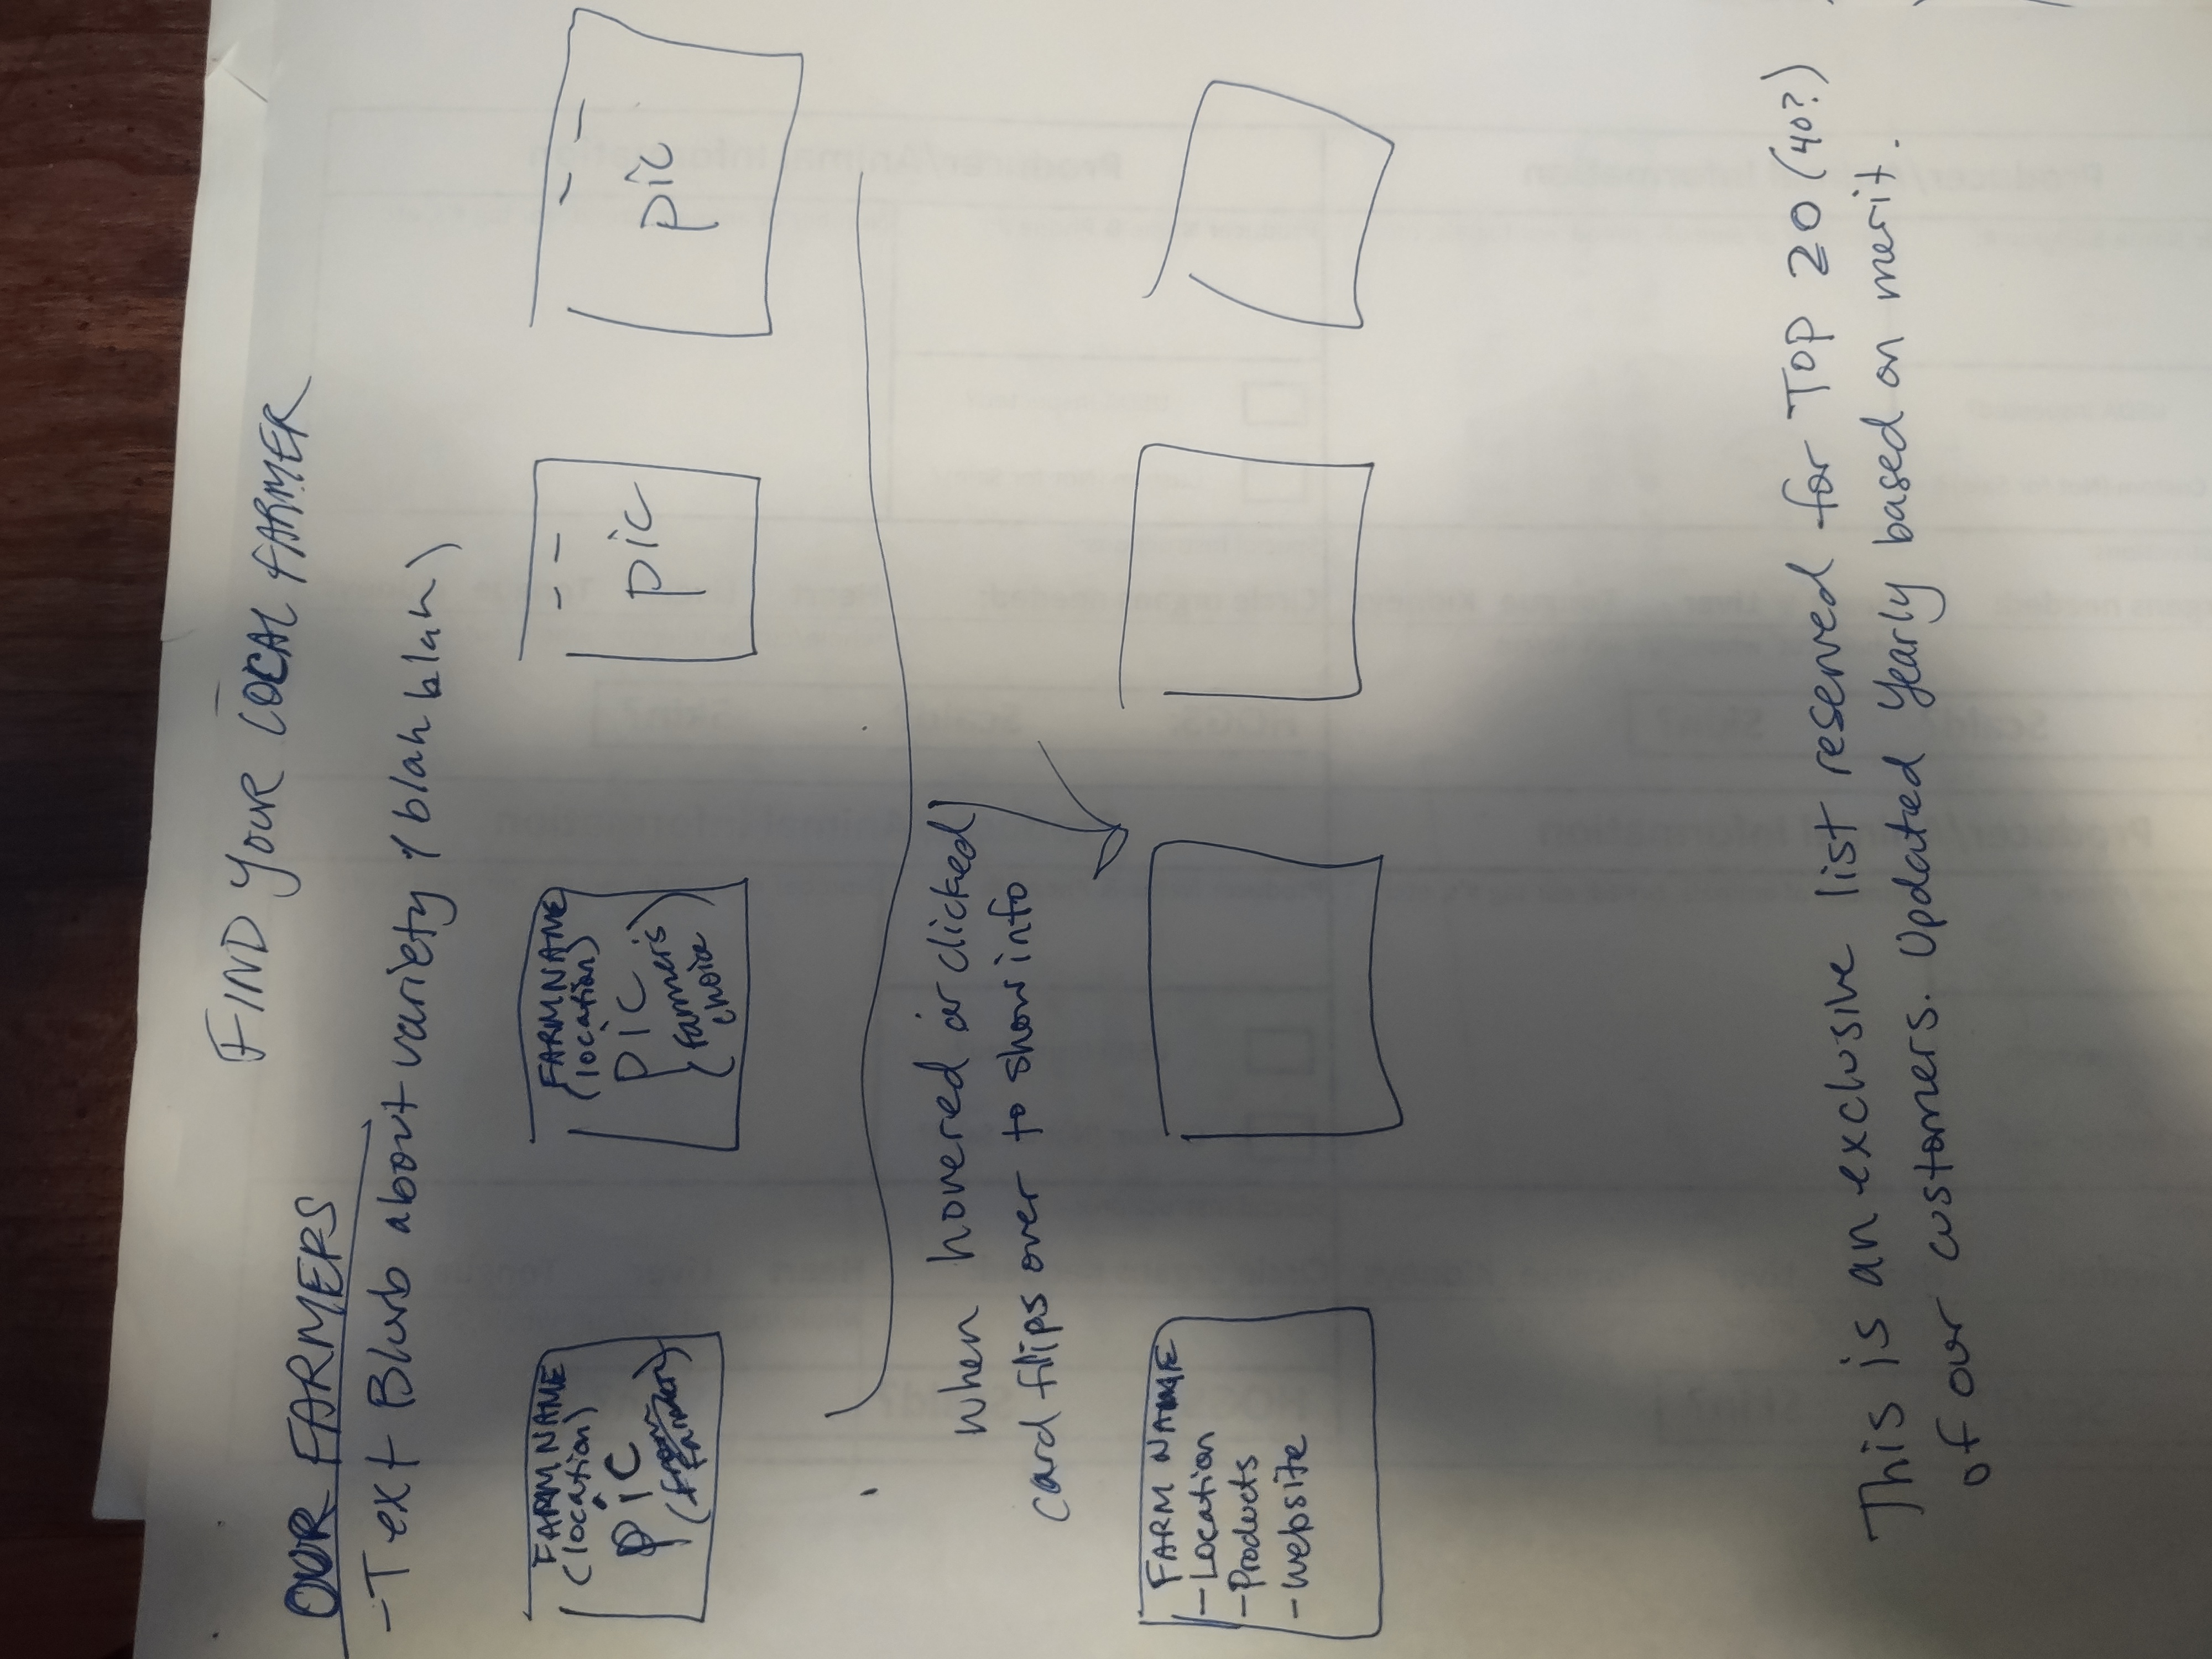 FIND your LOCAL FARMER
OUR FARMERS
- Text Blurb about variety (blah blah)
FARM NAME
(location)
pic
(from
farmer)
FARM NAME
(location)
pic
(farmer's
choice)
pic
pic
when hovered or clicked
card flips over to show info
FARM NAME
- Location
- Products
- website
This is an exclusive list reserved for TOP 20 (40?)
of our customers. Updated Yearly based on merit.